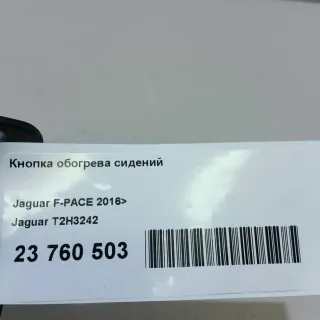 Кнопка обогрева сидений
Jaguar F-PACE 2016>
Jaguar T2H3242
23 760 503